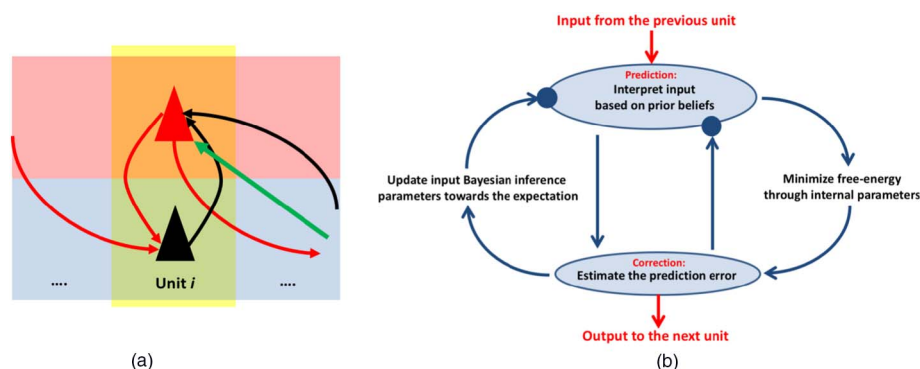 ....
Unit i
....
(a)
Input from the previous unit
Prediction:
Interpret input
based on prior beliefs
Update input Bayesian inference
parameters towards the expectation
Minimize free-energy
through internal parameters
Correction:
Estimate the prediction error
Output to the next unit
(b)